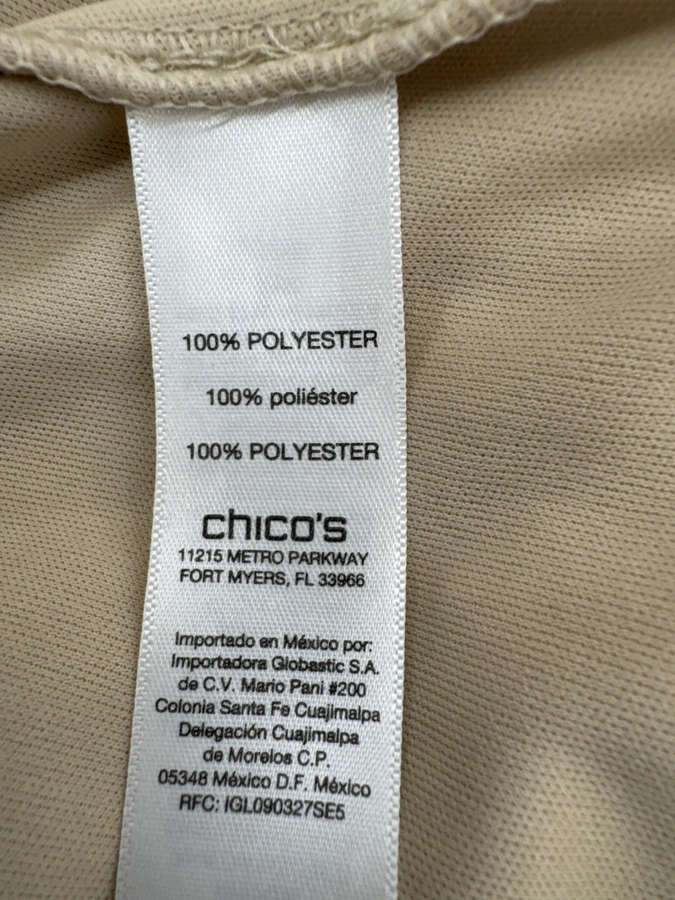 100% POLYESTER
100% poliéster
100% POLYESTER
chico's
11215 METRO PARKWAY
FORT MYERS, FL 33966
Importado en México por:
Importadora Globastic S.A.
de C.V. Mario Pani #200
Colonia Santa Fe Cuajimalpa
Delegación Cuajimalpa
de Morelos C.P.
05348 México D.F. México
RFC: IGL090327SE5